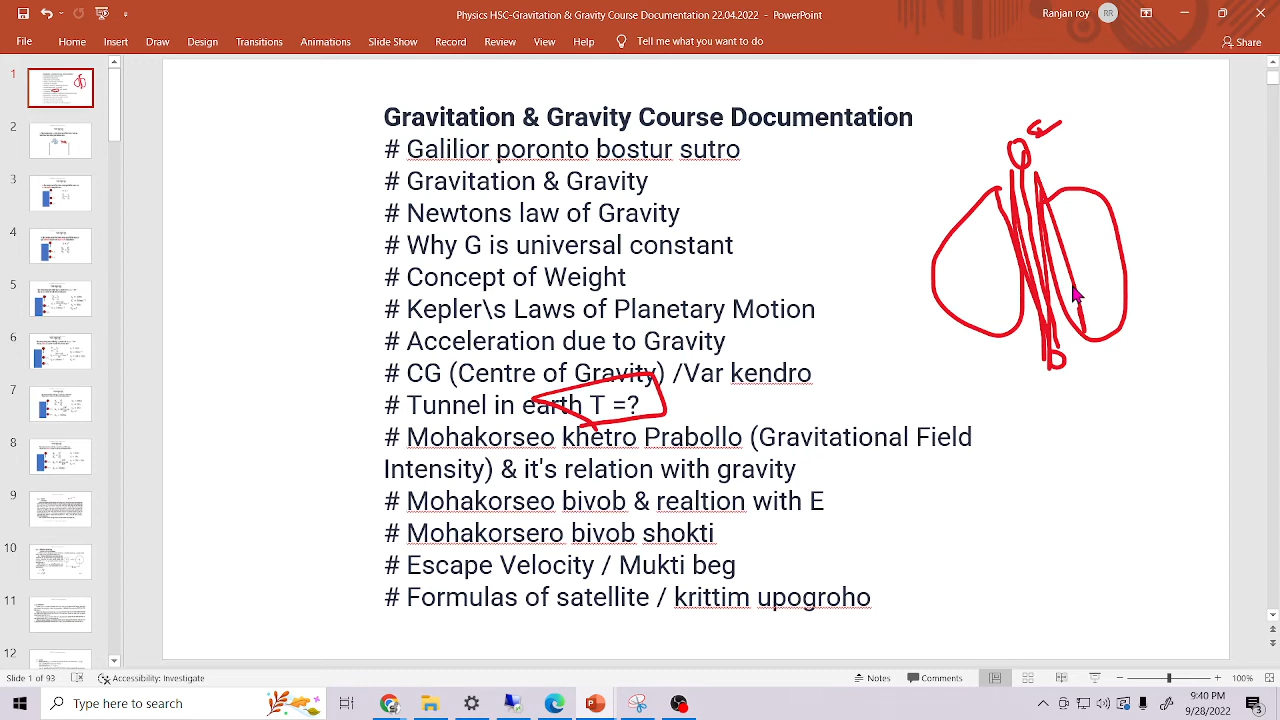 Physics HSC-Gravitation & Gravity Course Documentation 22.04.2022 – PowerPoint
Ranjan roy
RR
File Home Insert Draw Design Transitions Animations Slide Show Record Review View Help Tell me what you want to do
Share
Gravitation & Gravity Course Documentation
# Galilior poronto bostur sutro
# Gravitation & Gravity
# Newtons law of Gravity
# Why G is universal constant
# Concept of Weight
# Kepler\s Laws of Planetary Motion
# Acceleration due to Gravity
# CG (Centre of Gravity) /Var kendro
# Tunnel in earth T =?
# Mohakorseo khetro Prabollo (Gravitational Field
Intensity) & it's relation with gravity
# Mohakorseo bivob & realtion with E
# Mohakorsero bivob shokti
# Escape Velocity / Mukti beg
# Formulas of satellite / krittim upogroho
1
4
8
12
Slide 1 of 93
Accessibility: Investigate
Notes
Comments
100%
Type here to search
9:40 PM
9/28/2022